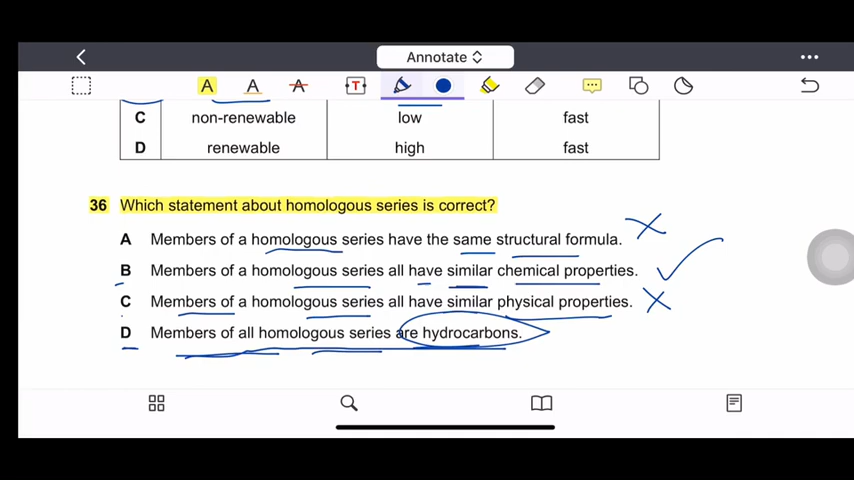 Annotate
A A A T
C non-renewable low fast
D renewable high fast
36 Which statement about homologous series is correct?
A Members of a homologous series have the same structural formula.
B Members of a homologous series all have similar chemical properties.
C Members of a homologous series all have similar physical properties.
D Members of all homologous series are hydrocarbons.